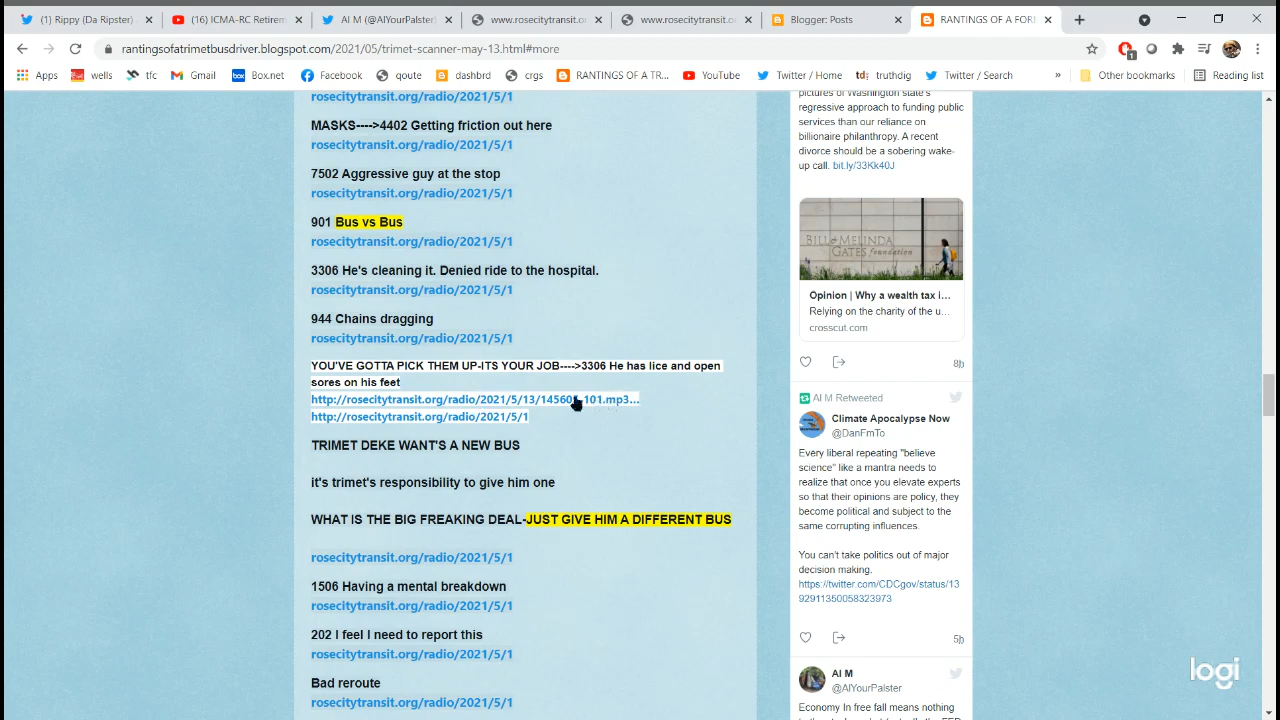 (1) Rippy (Da Ripster)
(16) ICMA-RC Retirem
Al M (@AlYourPalster)
www.rosecitytransit.o
www.rosecitytransit.o
Blogger: Posts
RANTINGS OF A FOR
rantingsofatrimetbusdriver.blogspot.com/2021/05/trimet-scanner-may-13.html#more
1
Apps
wells
tfc
Gmail
box
Box.net
Facebook
qoute
dashbrd
crgs
RANTINGS OF A TR...
YouTube
Twitter / Home
td;
truthdig
Twitter / Search
»
Other bookmarks
Reading list
rosecitytransit.org/radio/2021/5/1
MASKS---->4402 Getting friction out here
rosecitytransit.org/radio/2021/5/1
7502 Aggressive guy at the stop
rosecitytransit.org/radio/2021/5/1
901 Bus vs Bus
rosecitytransit.org/radio/2021/5/1
3306 He's cleaning it. Denied ride to the hospital.
rosecitytransit.org/radio/2021/5/1
944 Chains dragging
rosecitytransit.org/radio/2021/5/1
YOU'VE GOTTA PICK THEM UP-ITS YOUR JOB---->3306 He has lice and open
sores on his feet
http://rosecitytransit.org/radio/2021/5/13/145605-101.mp3...
http://rosecitytransit.org/radio/2021/5/1
TRIMET DEKE WANT'S A NEW BUS
it's trimet's responsibility to give him one
WHAT IS THE BIG FREAKING DEAL-JUST GIVE HIM A DIFFERENT BUS
rosecitytransit.org/radio/2021/5/1
1506 Having a mental breakdown
rosecitytransit.org/radio/2021/5/1
202 I feel I need to report this
rosecitytransit.org/radio/2021/5/1
Bad reroute
rosecitytransit.org/radio/2021/5/1
pictures of Washington state's
regressive approach to funding public
services than our reliance on
billionaire philanthropy. A recent
divorce should be a sobering wake-
up call. bit.ly/33Kk40J
BILL & MELINDA
GATES foundation
Opinion | Why a wealth tax i...
Relying on the charity of the u...
crosscut.com
8h
Al M Retweeted
Climate Apocalypse Now
@DanFmTo
Every liberal repeating "believe
science" like a mantra needs to
realize that once you elevate experts
so that their opinions are policy, they
become political and subject to the
same corrupting influences.
You can't take politics out of major
decision making.
https://twitter.com/CDCgov/status/13
92911350058323973
5h
Al M
@AlYourPalster
Economy In free fall means nothing
logi